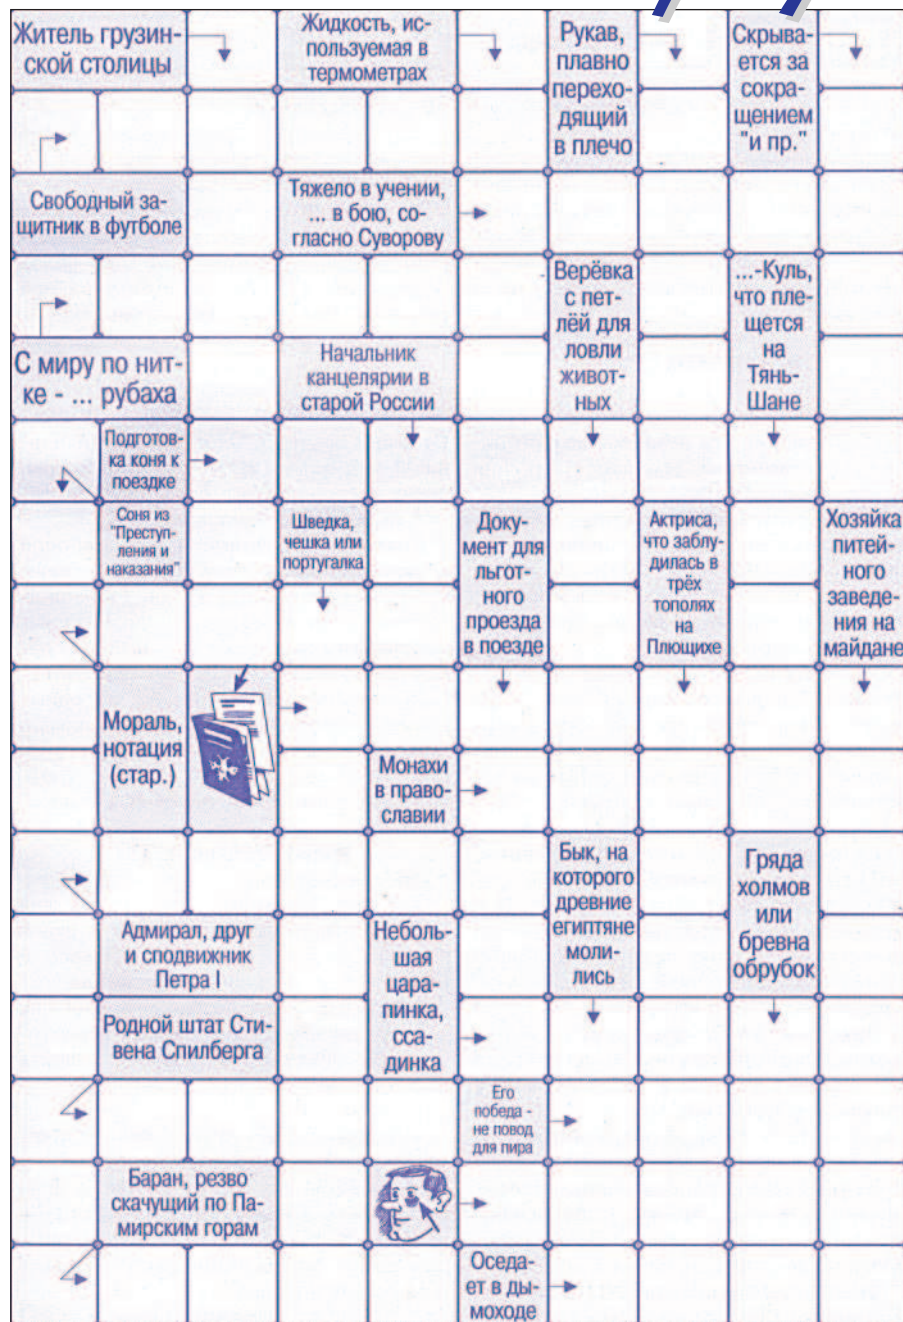 Житель грузин-
ской столицы
Жидкость, ис-
пользуемая в
термометрах
Рукав,
плавно
перехо-
дящий
в плечо
Скрыва-
ется за
сокра-
щением
"и пр."
Свободный за-
щитник в футболе
Тяжело в учении,
... в бою, со-
гласно Суворову
Верёвка
с пет-
лёй для
ловли
живот-
ных
...-Куль,
что пле-
щется
на
Тянь-
Шане
С миру по нит-
ке - ... рубаха
Начальник
канцелярии в
старой России
Подготов-
ка коня к
поездке
Соня из
"Преступ-
ления и
наказания"
Шведка,
чешка или
португалка
Доку-
мент для
льгот-
ного
проезда
в поезде
Актриса,
что заблу-
дилась в
трёх
тополях
на
Плющихе
Хозяйка
питей-
ного
заведе-
ния на
майдане
Мораль,
нотация
(стар.)
Монахи
в право-
славии
Бык, на
которого
древние
египтяне
моли-
лись
Гряда
холмов
или
бревна
обрубок
Адмирал, друг
и сподвижник
Петра I
Неболь-
шая
цара-
пинка,
сса-
динка
Родной штат Сти-
вена Спилберга
Его
победа -
не повод
для пира
Баран, резво
скачущий по Па-
мирским горам
Оседа-
ет в ды-
моходе